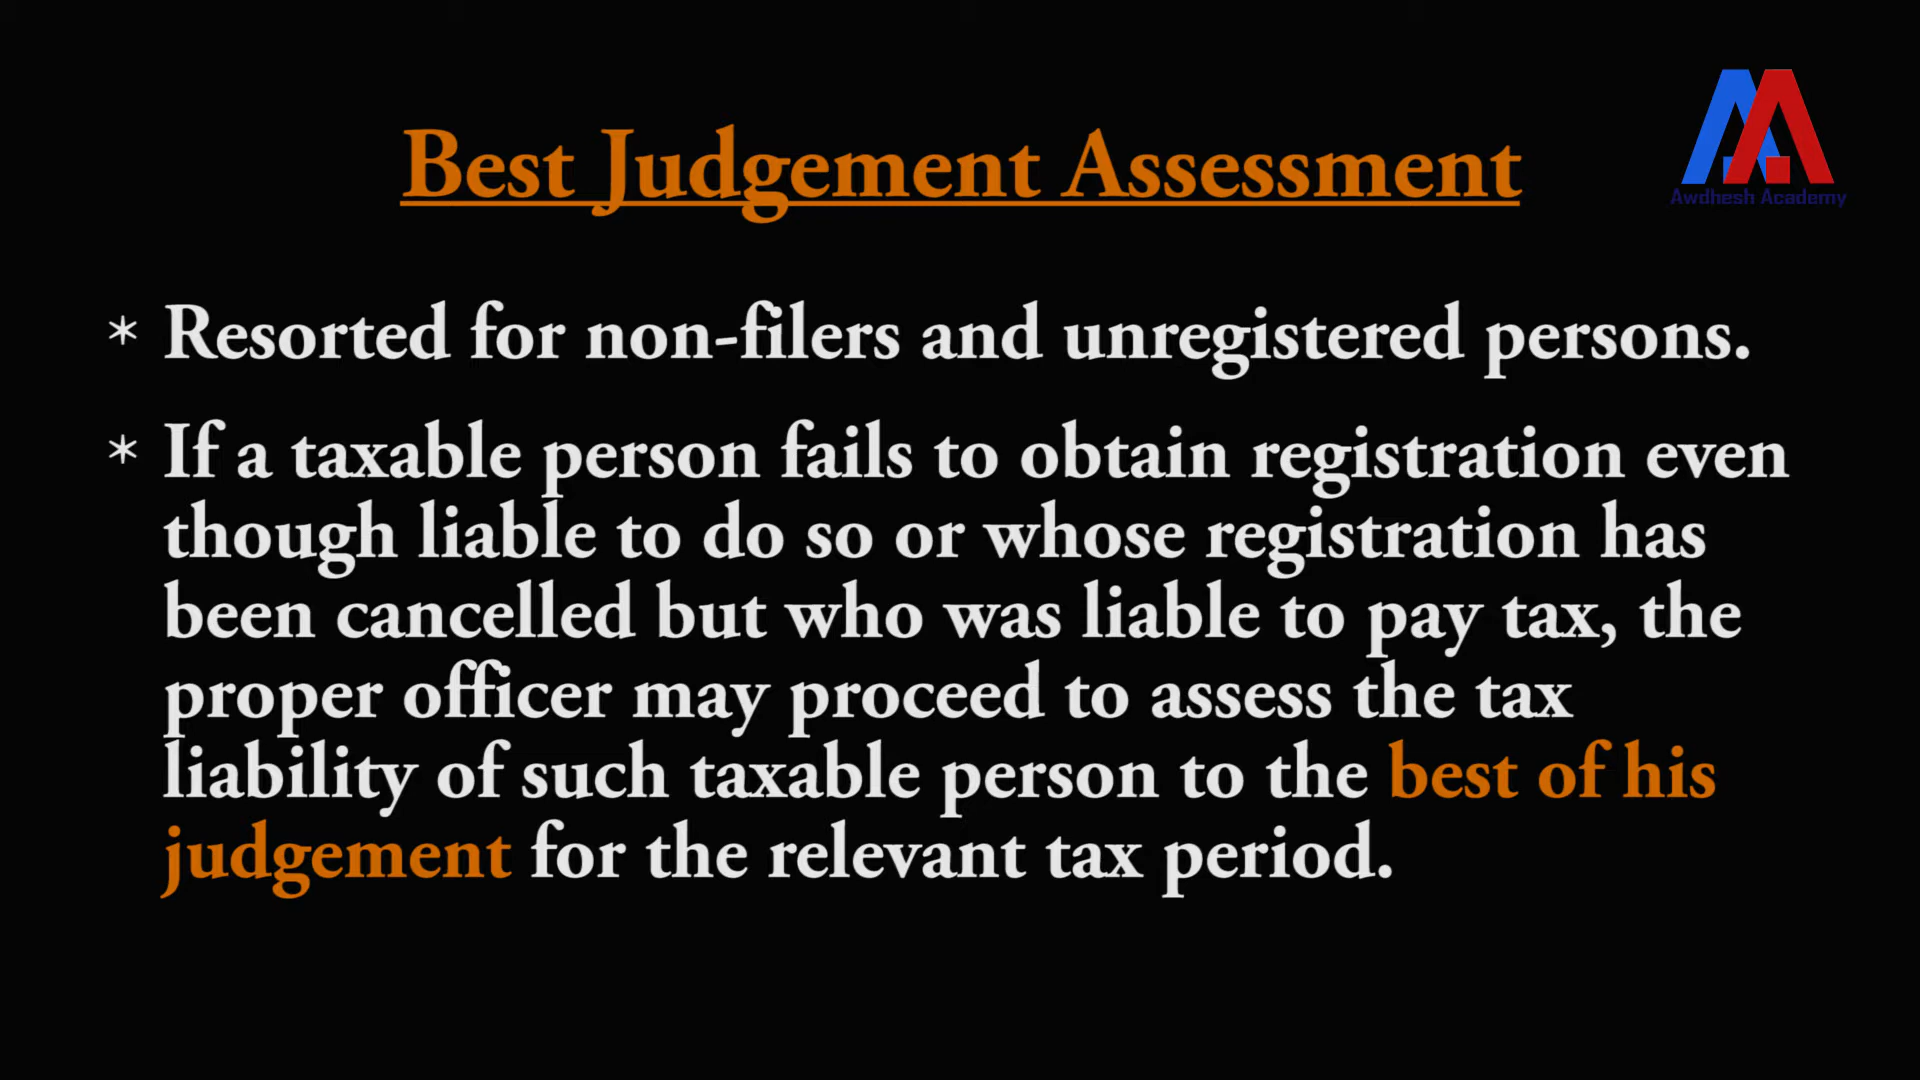 Best Judgement Assessment
Awdhesh Academy
* Resorted for non-filers and unregistered persons.
* If a taxable person fails to obtain registration even
though liable to do so or whose registration has
been cancelled but who was liable to pay tax, the
proper officer may proceed to assess the tax
liability of such taxable person to the best of his
judgement for the relevant tax period.